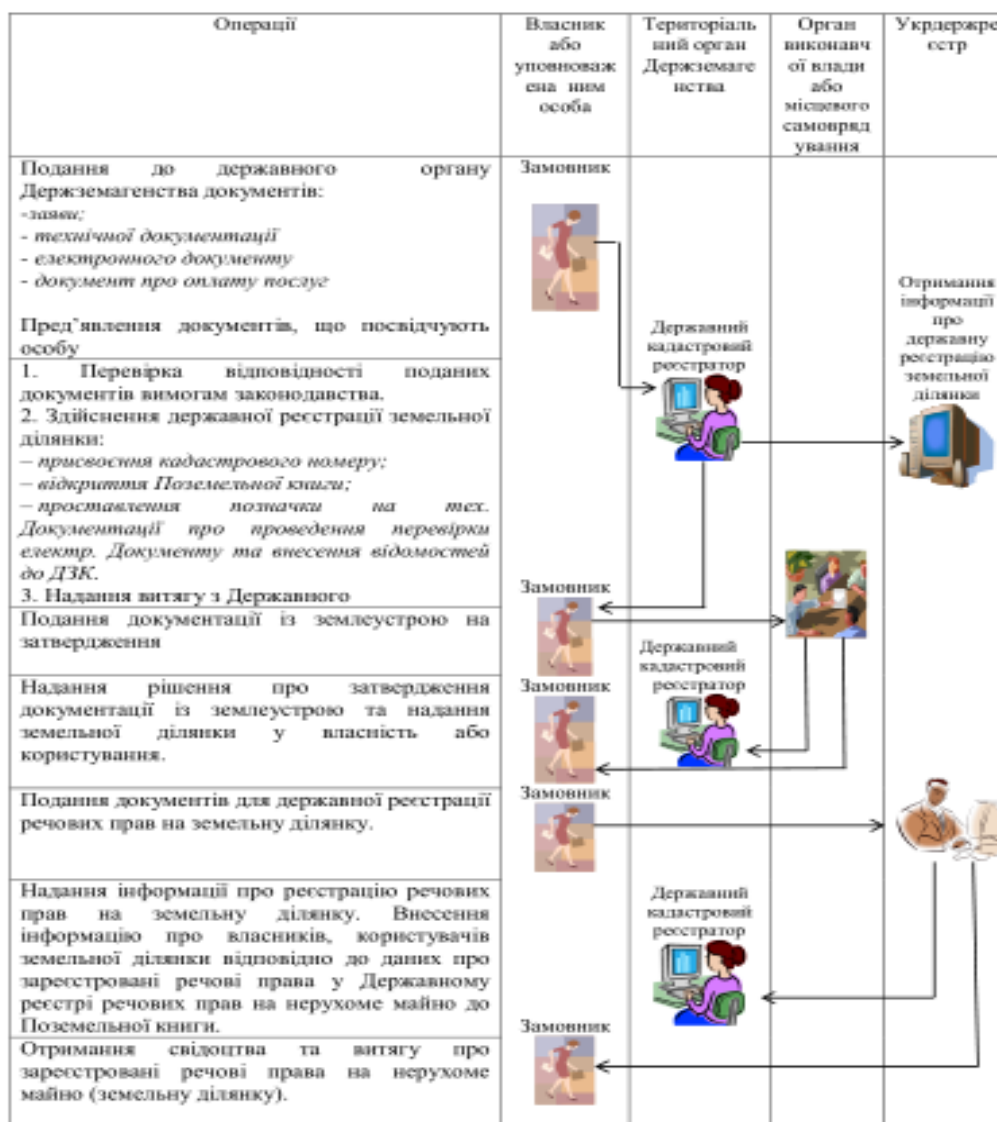 Операції
Власник
або
уповноваж
ена ним
особа
Територіаль
ний орган
Держземаге
нства
Орган
виконавч
ої влади
або
місцевого
самовряд
ування
Укрдержре
єстр
Подання до державного органу
Держземагенства документів:
-заяви;
- технічної документації
- електронного документу
- документ про оплату послуг
Пред’явлення документів, що посвідчують
особу
Замовник
Державний
кадастровий
реєстратор
Отримання
інформації
про
державну
реєстрацію
земельної
ділянки
1. Перевірка відповідності поданих
документів вимогам законодавства.
2. Здійснення державної реєстрації земельної
ділянки:
– присвоєння кадастрового номеру;
– відкриття Поземельної книги;
– проставлення позначки на тех.
Документації про проведення перевірки
електр. Документу та внесення відомостей
до ДЗК.
3. Надання витягу з Державного
Замовник
Подання документації із землеустрою на
затвердження
Державний
кадастровий
реєстратор
Надання рішення про затвердження
документації із землеустрою та надання
земельної ділянки у власність або
користування.
Замовник
Подання документів для державної реєстрації
речових прав на земельну ділянку.
Замовник
Надання інформації про реєстрацію речових
прав на земельну ділянку. Внесення
інформацію про власників, користувачів
земельної ділянки відповідно до даних про
зареєстровані речові права у Державному
реєстрі речових прав на нерухоме майно до
Поземельної книги.
Державний
кадастровий
реєстратор
Отримання свідоцтва та витягу про
зареєстровані речові права на нерухоме
майно (земельну ділянку).
Замовник